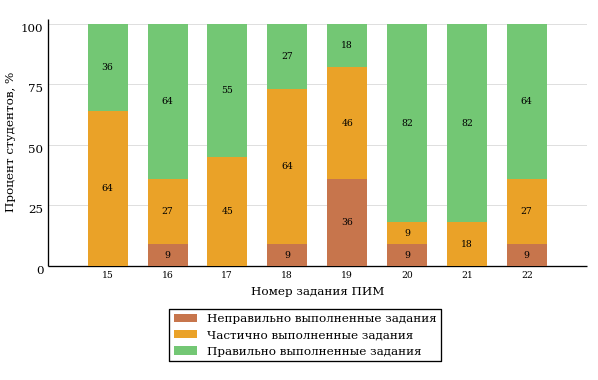 Процент студентов, %
100
75
50
25
0
36 64 55 27 18 82 82 64
64 27 45 64 46 9 18 27
9 9 36 9 9
15 16 17 18 19 20 21 22
Номер задания ПИМ
Неправильно выполненные задания
Частично выполненные задания
Правильно выполненные задания